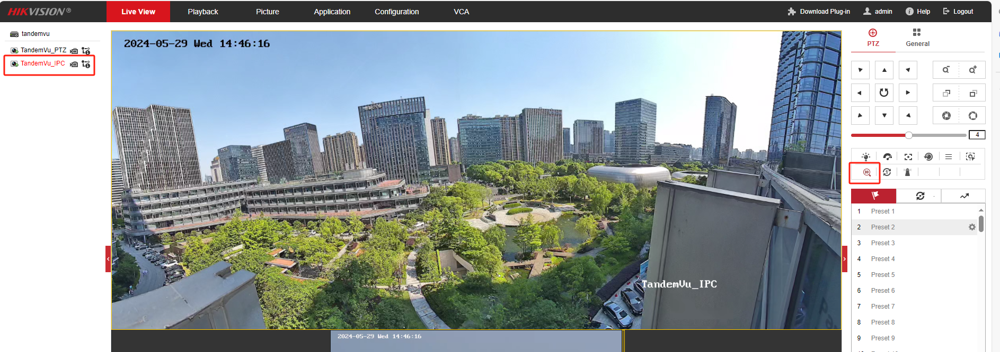 HIKVISION®
Live View
Playback
Picture
Application
Configuration
VCA
Download Plug-in
admin
Help
Logout
tandemvu
TandemVu_PTZ
TandemVu_IPC
2024-05-29 Wed 14:46:16
TandemVu_IPC
2024-05-29 Wed 14:46:16
PTZ
General
4
3D
1 Preset 1
2 Preset 2
3 Preset 3
4 Preset 4
5 Preset 5
6 Preset 6
7 Preset 7
8 Preset 8
9 Preset 9